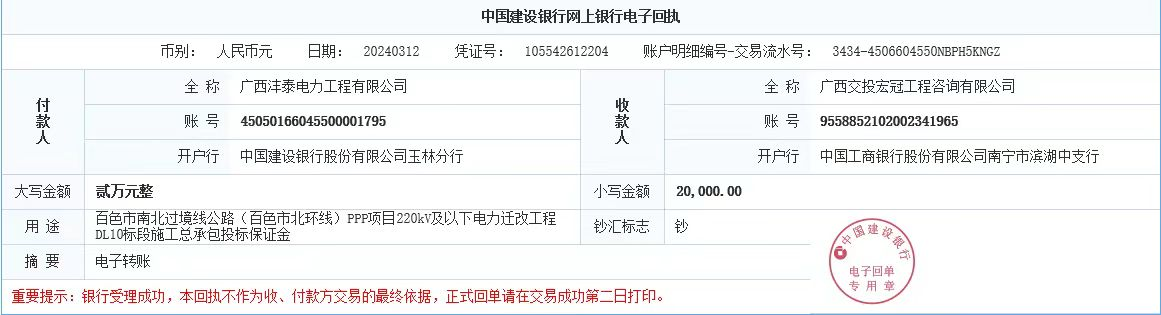 中国建设银行网上银行电子回执
币别： 人民币元 日期： 20240312 凭证号： 105542612204 账户明细编号-交易流水号： 3434-4506604550NBPH5KNGZ
付款人
全 称 广西沣泰电力工程有限公司
账 号 45050166045500001795
开户行 中国建设银行股份有限公司玉林分行
收款人
全 称 广西交投宏冠工程咨询有限公司
账 号 9558852102002341965
开户行 中国工商银行股份有限公司南宁市滨湖中支行
大写金额 贰万元整 小写金额 20,000.00
用 途 百色市南北过境线公路（百色市北环线）PPP项目220kV及以下电力迁改工程
DL10标段施工总承包投标保证金
钞汇标志 钞
摘 要 电子转账
中国建设银行
电子回单
专用章
重要提示：银行受理成功，本回执不作为收、付款方交易的最终依据，正式回单请在交易成功第二日打印。